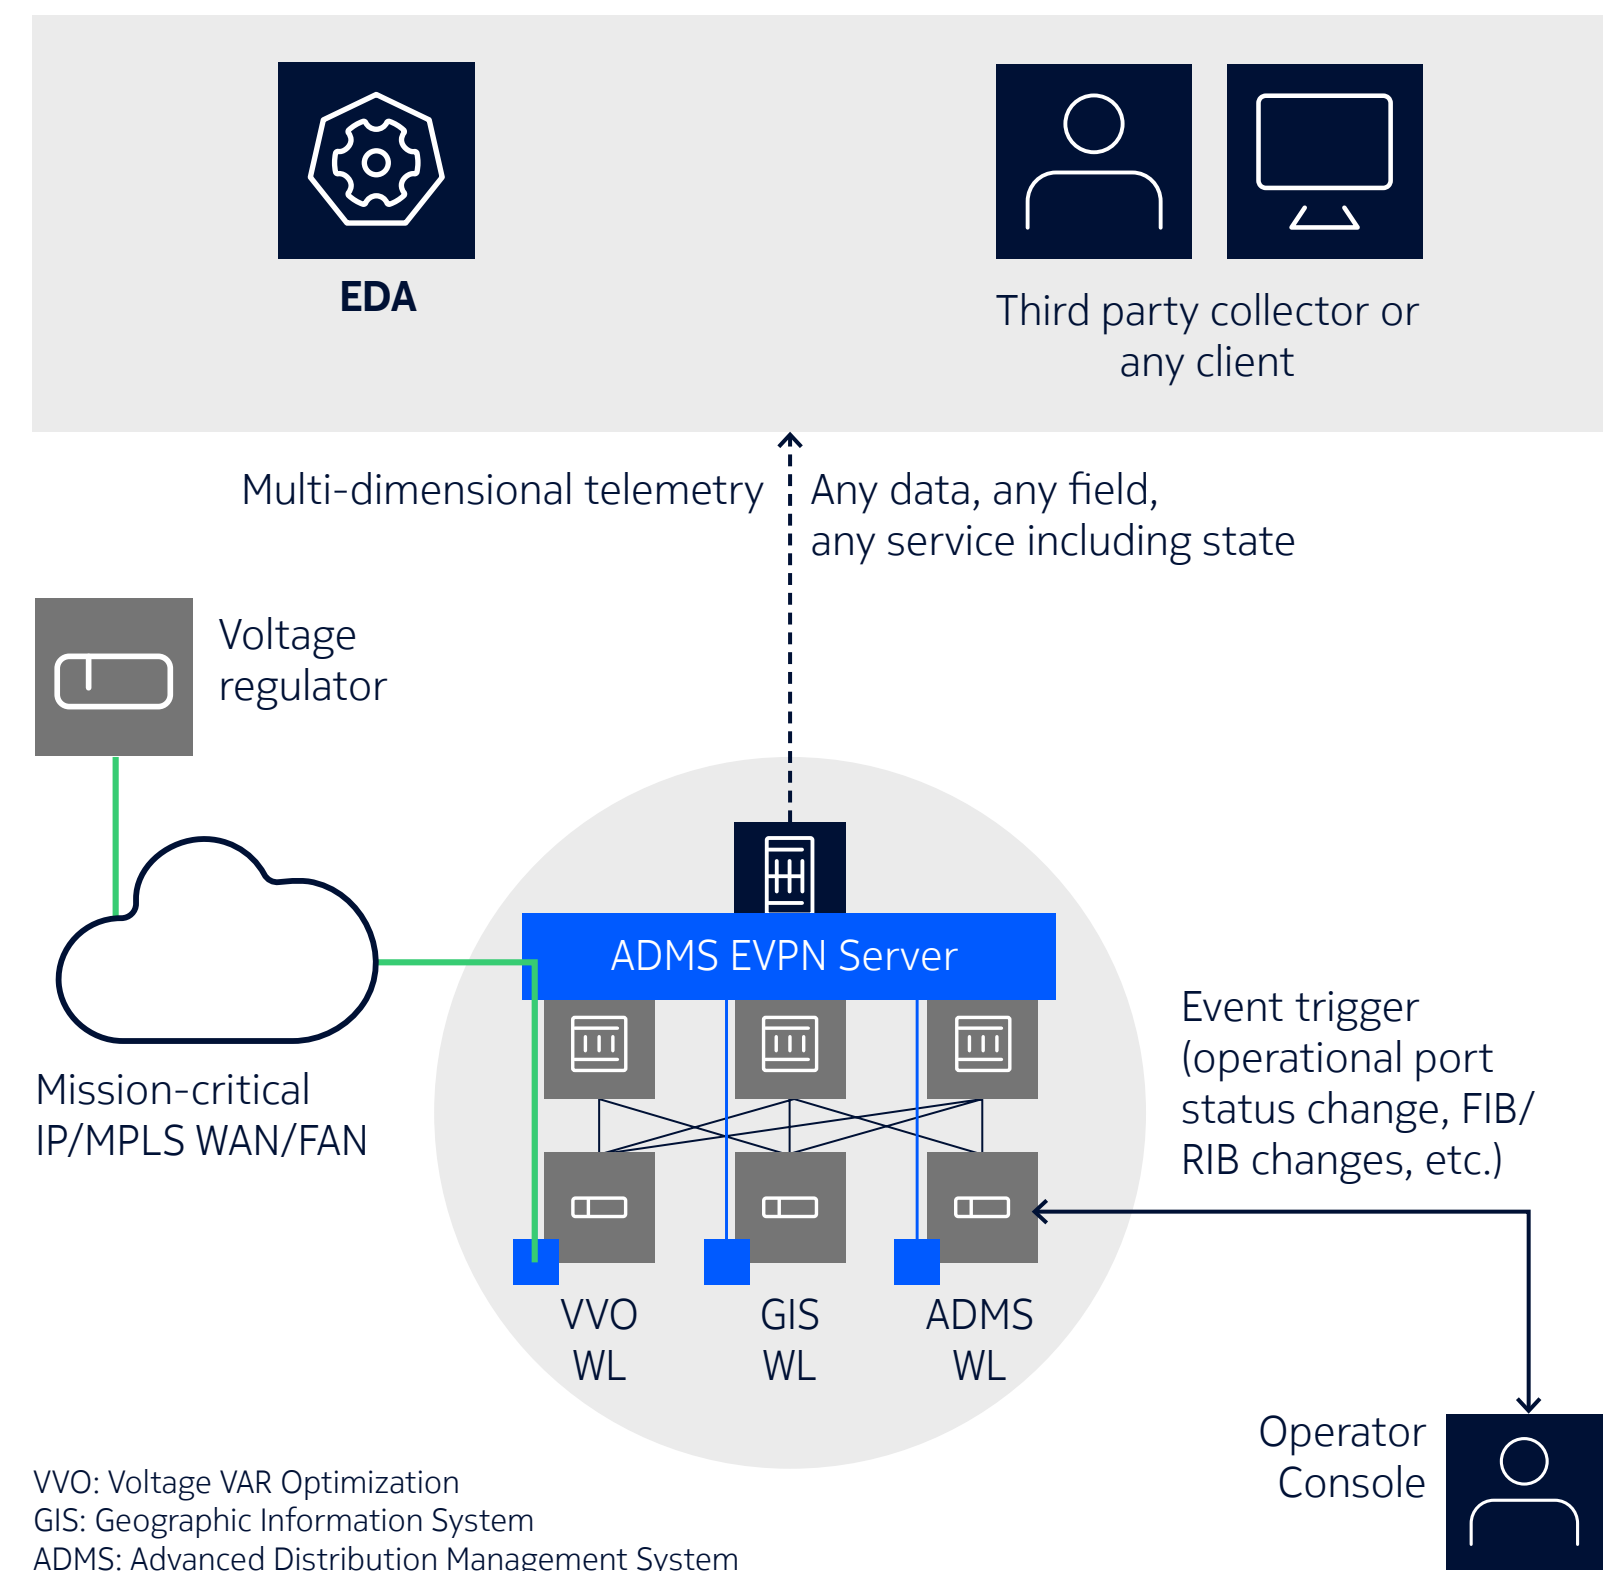 EDA
Third party collector or
any client
Multi-dimensional telemetry
Any data, any field,
any service including state
Voltage
regulator
ADMS EVPN Server
Mission-critical
IP/MPLS WAN/FAN
Event trigger
(operational port
status change, FIB/
RIB changes, etc.)
VVO
WL
GIS
WL
ADMS
WL
Operator
Console
VVO: Voltage VAR Optimization
GIS: Geographic Information System
ADMS: Advanced Distribution Management System